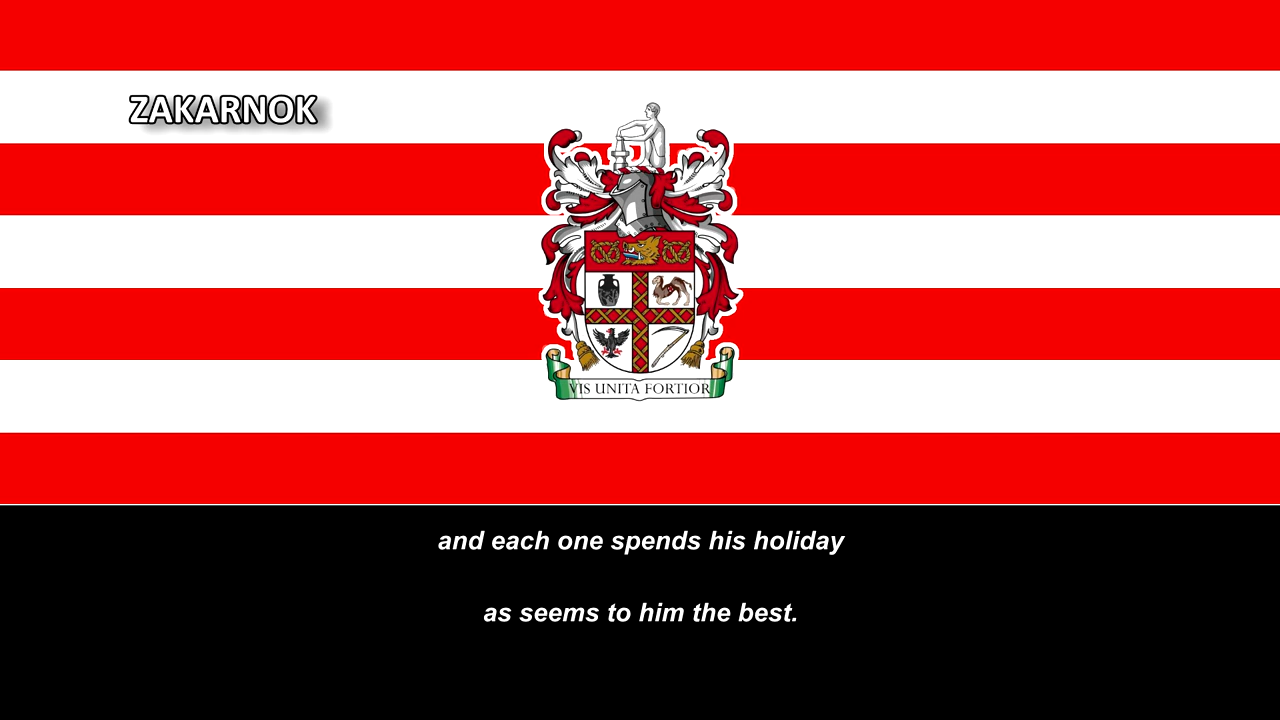 ZAKARNOK
VIS UNITA FORTIOR
and each one spends his holiday
as seems to him the best.